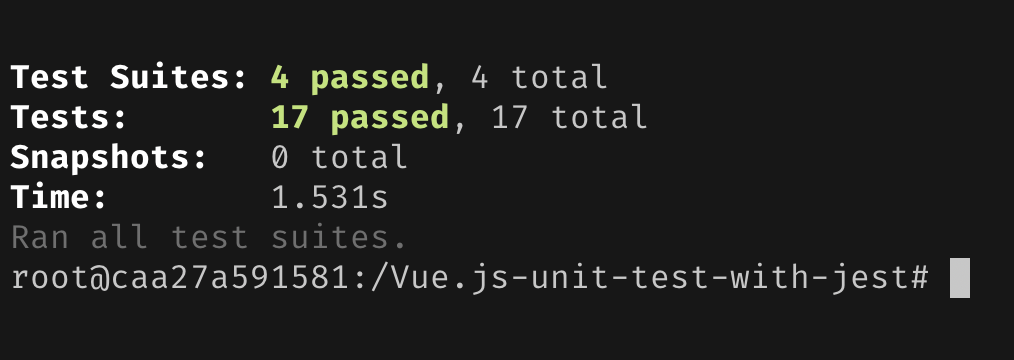 Test Suites: 4 passed, 4 total
Tests:       17 passed, 17 total
Snapshots:   0 total
Time:        1.531s
Ran all test suites.
root@caa27a591581:/Vue.js-unit-test-with-jest#